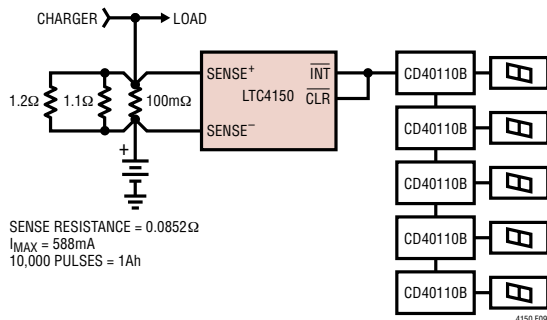 CHARGER
LOAD
SENSE+
INT
CD40110B
LTC4150
CLR
1.2Ω
1.1Ω
100mΩ
SENSE−
CD40110B
+
CD40110B
CD40110B
SENSE RESISTANCE = 0.0852Ω
IMAX = 588mA
10,000 PULSES = 1Ah
CD40110B
4150 F09